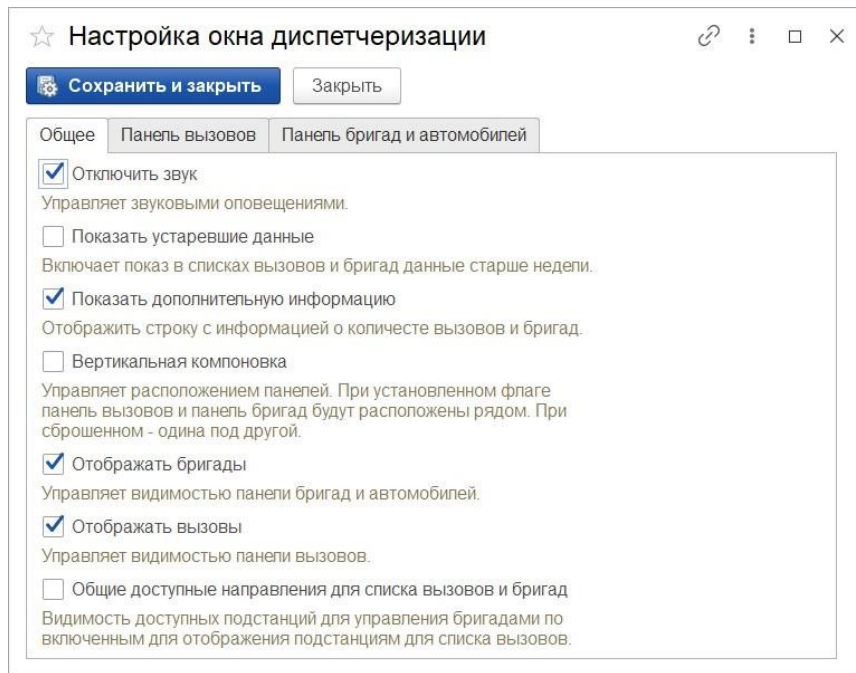 Настройка окна диспетчеризации
Сохранить и закрыть
Закрыть
Общее
Панель вызовов
Панель бригад и автомобилей
Отключить звук
Управляет звуковыми оповещениями.
Показать устаревшие данные
Включает показ в списках вызовов и бригад данные старше недели.
Показать дополнительную информацию
Отобразить строку с информацией о количесте вызовов и бригад.
Вертикальная компоновка
Управляет расположением панелей. При установленном флаге
панель вызовов и панель бригад будут расположены рядом. При
сброшенном - одина под другой.
Отображать бригады
Управляет видимостью панели бригад и автомобилей.
Отображать вызовы
Управляет видимостью панели вызовов.
Общие доступные направления для списка вызовов и бригад
Видимость доступных подстанций для управления бригадами по
включенным для отображения подстанциям для списка вызовов.